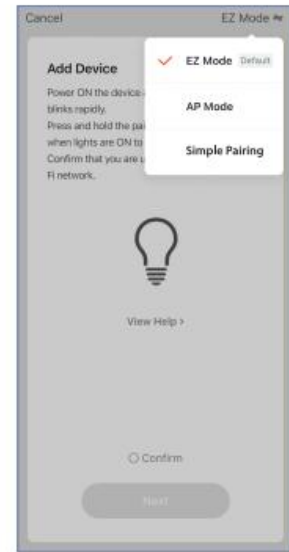 Cancel
EZ Mode
Add Device
EZ Mode Default
Power ON the device
blinks rapidly.
AP Mode
Press and hold the pai
when lights are ON to
Simple Pairing
Confirm that you are u
Fi network.
View Help >
Confirm
Next